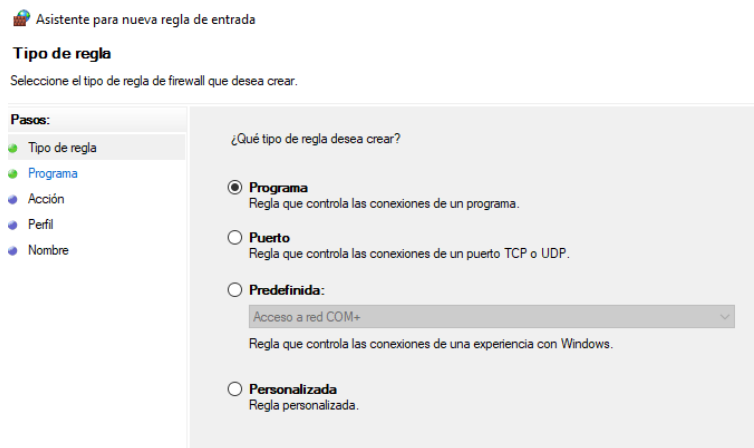 Asistente para nueva regla de entrada
Tipo de regla
Seleccione el tipo de regla de firewall que desea crear.
Pasos:
Tipo de regla
Programa
Acción
Perfil
Nombre
¿Qué tipo de regla desea crear?
Programa
Regla que controla las conexiones de un programa.
Puerto
Regla que controla las conexiones de un puerto TCP o UDP.
Predefinida:
Acceso a red COM+
Regla que controla las conexiones de una experiencia con Windows.
Personalizada
Regla personalizada.